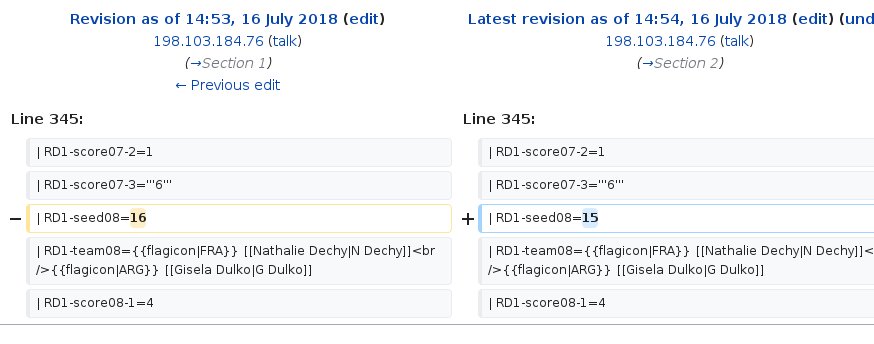 Revision as of 14:53, 16 July 2018 (edit)
198.103.184.76 (talk)
(→Section 1)
← Previous edit
Latest revision as of 14:54, 16 July 2018 (edit) (und
198.103.184.76 (talk)
(→Section 2)
Line 345:
Line 345:
| RD1-score07-2=1
| RD1-score07-2=1
| RD1-score07-3='''6'''
| RD1-score07-3='''6'''
− | RD1-seed08=16
+ | RD1-seed08=15
| RD1-team08={{flagicon|FRA}} [[Nathalie Dechy|N Dechy]]<br
/>{{flagicon|ARG}} [[Gisela Dulko|G Dulko]]
| RD1-team08={{flagicon|FRA}} [[Nathalie Dechy|N Dechy]]<
/>{{flagicon|ARG}} [[Gisela Dulko|G Dulko]]
| RD1-score08-1=4
| RD1-score08-1=4